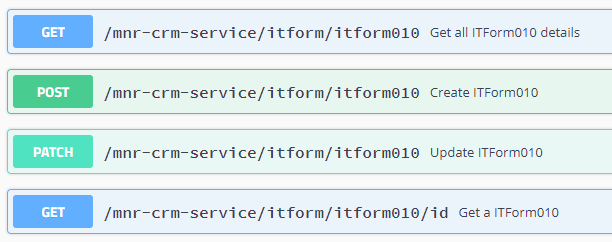 GET /mnr-crm-service/itform/itform010 Get all ITForm010 details
POST /mnr-crm-service/itform/itform010 Create ITForm010
PATCH /mnr-crm-service/itform/itform010 Update ITForm010
GET /mnr-crm-service/itform/itform010/id Get a ITForm010